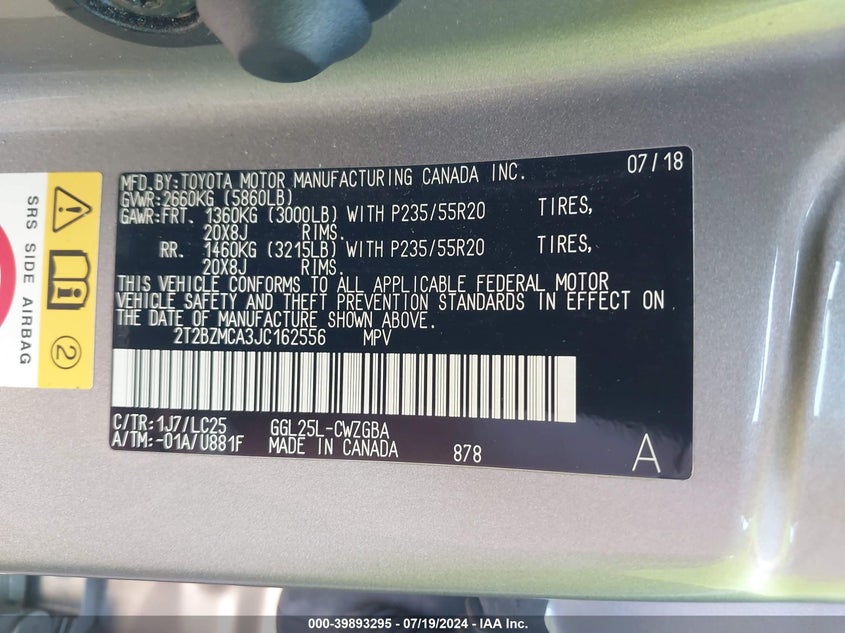 07/18
MFD.BY:TOYOTA MOTOR MANUFACTURING CANADA INC.
GVWR:2660KG (5860LB)
GAWR:FRT. 1360KG (3000LB) WITH P235/55R20 TIRES,
20X8J RIMS.
RR. 1460KG (3215LB) WITH P235/55R20 TIRES,
20X8J RIMS.
THIS VEHICLE CONFORMS TO ALL APPLICABLE FEDERAL MOTOR
VEHICLE SAFETY AND THEFT PREVENTION STANDARDS IN EFFECT ON
THE DATE OF MANUFACTURE SHOWN ABOVE.
2T2BZMCA3JC162556 MPV
C/TR:1J7/LC25 GGL25L-CWZGBA
A/TM:-01A/U881F MADE IN CANADA 878 A
SRS SIDE AIRBAG
2
000-39893295 - 07/19/2024 - IAA Inc.